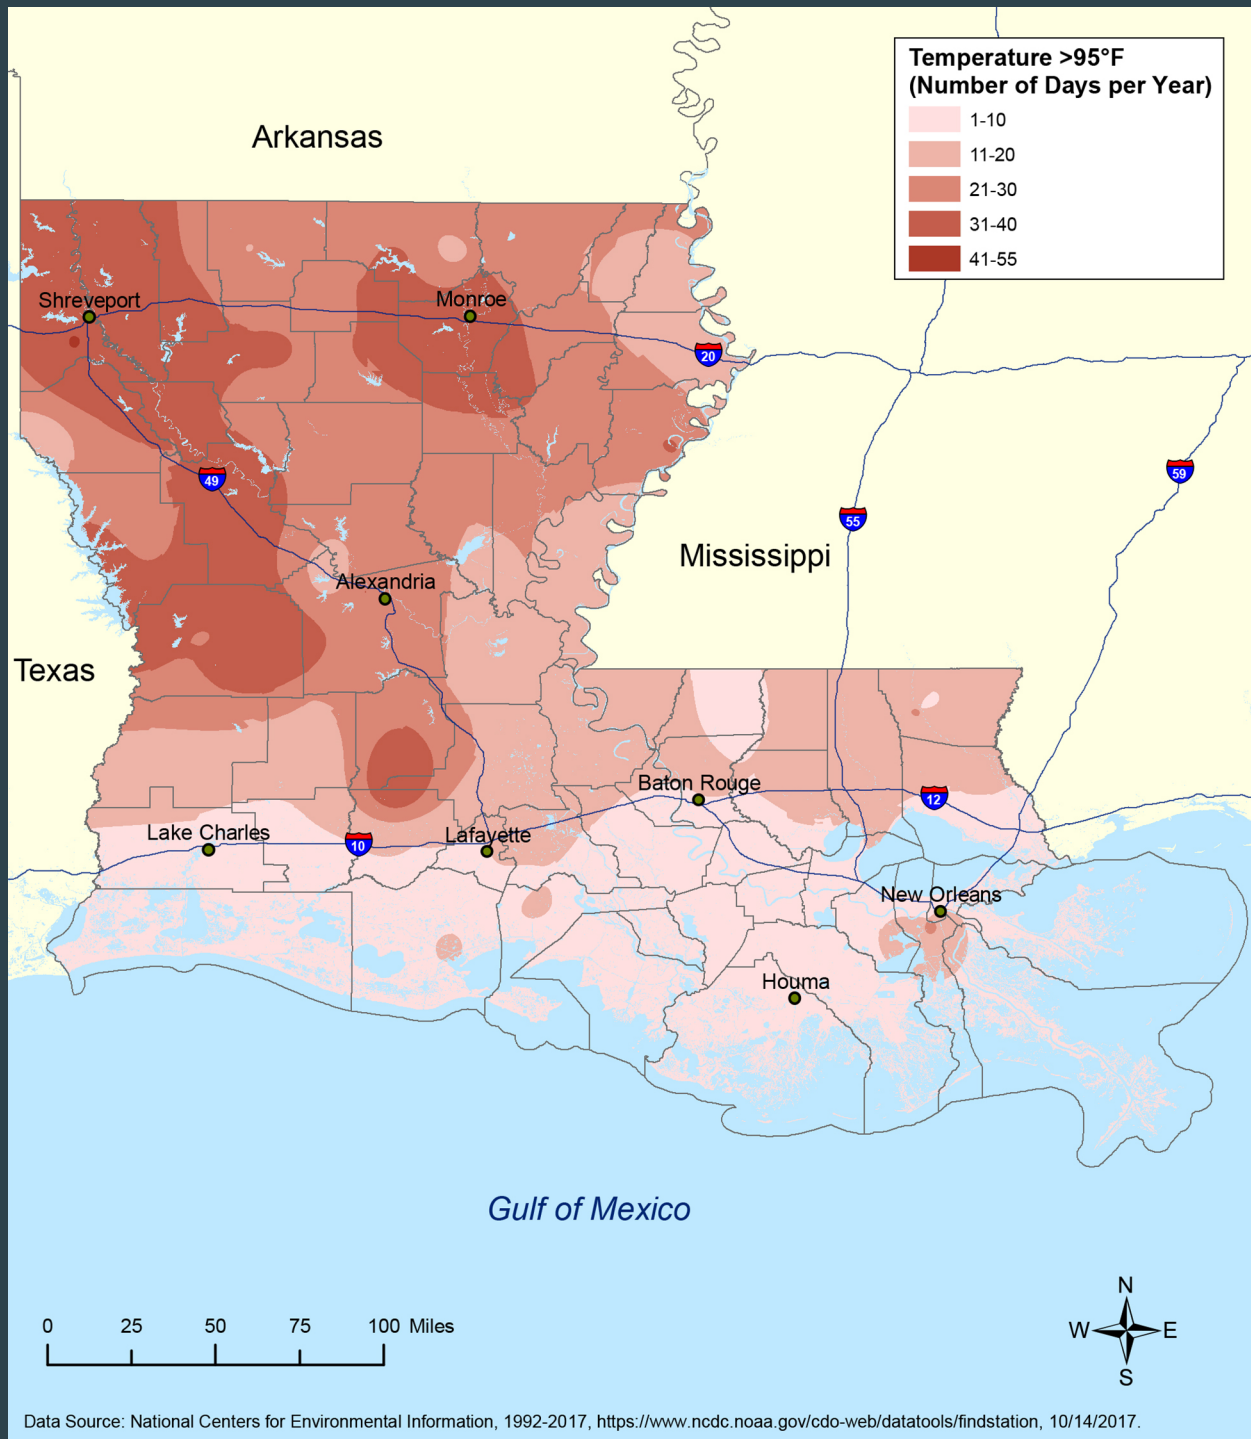 Temperature >95°F
(Number of Days per Year)
1-10
11-20
21-30
31-40
41-55
Arkansas
Shreveport
Monroe
20
49
59
55
Mississippi
Alexandria
Texas
Baton Rouge
12
Lake Charles
10
Lafayette
New Orleans
Houma
Gulf of Mexico
N
W E
S
0 25 50 75 100 Miles
Data Source: National Centers for Environmental Information, 1992-2017, https://www.ncdc.noaa.gov/cdo-web/datatools/findstation, 10/14/2017.